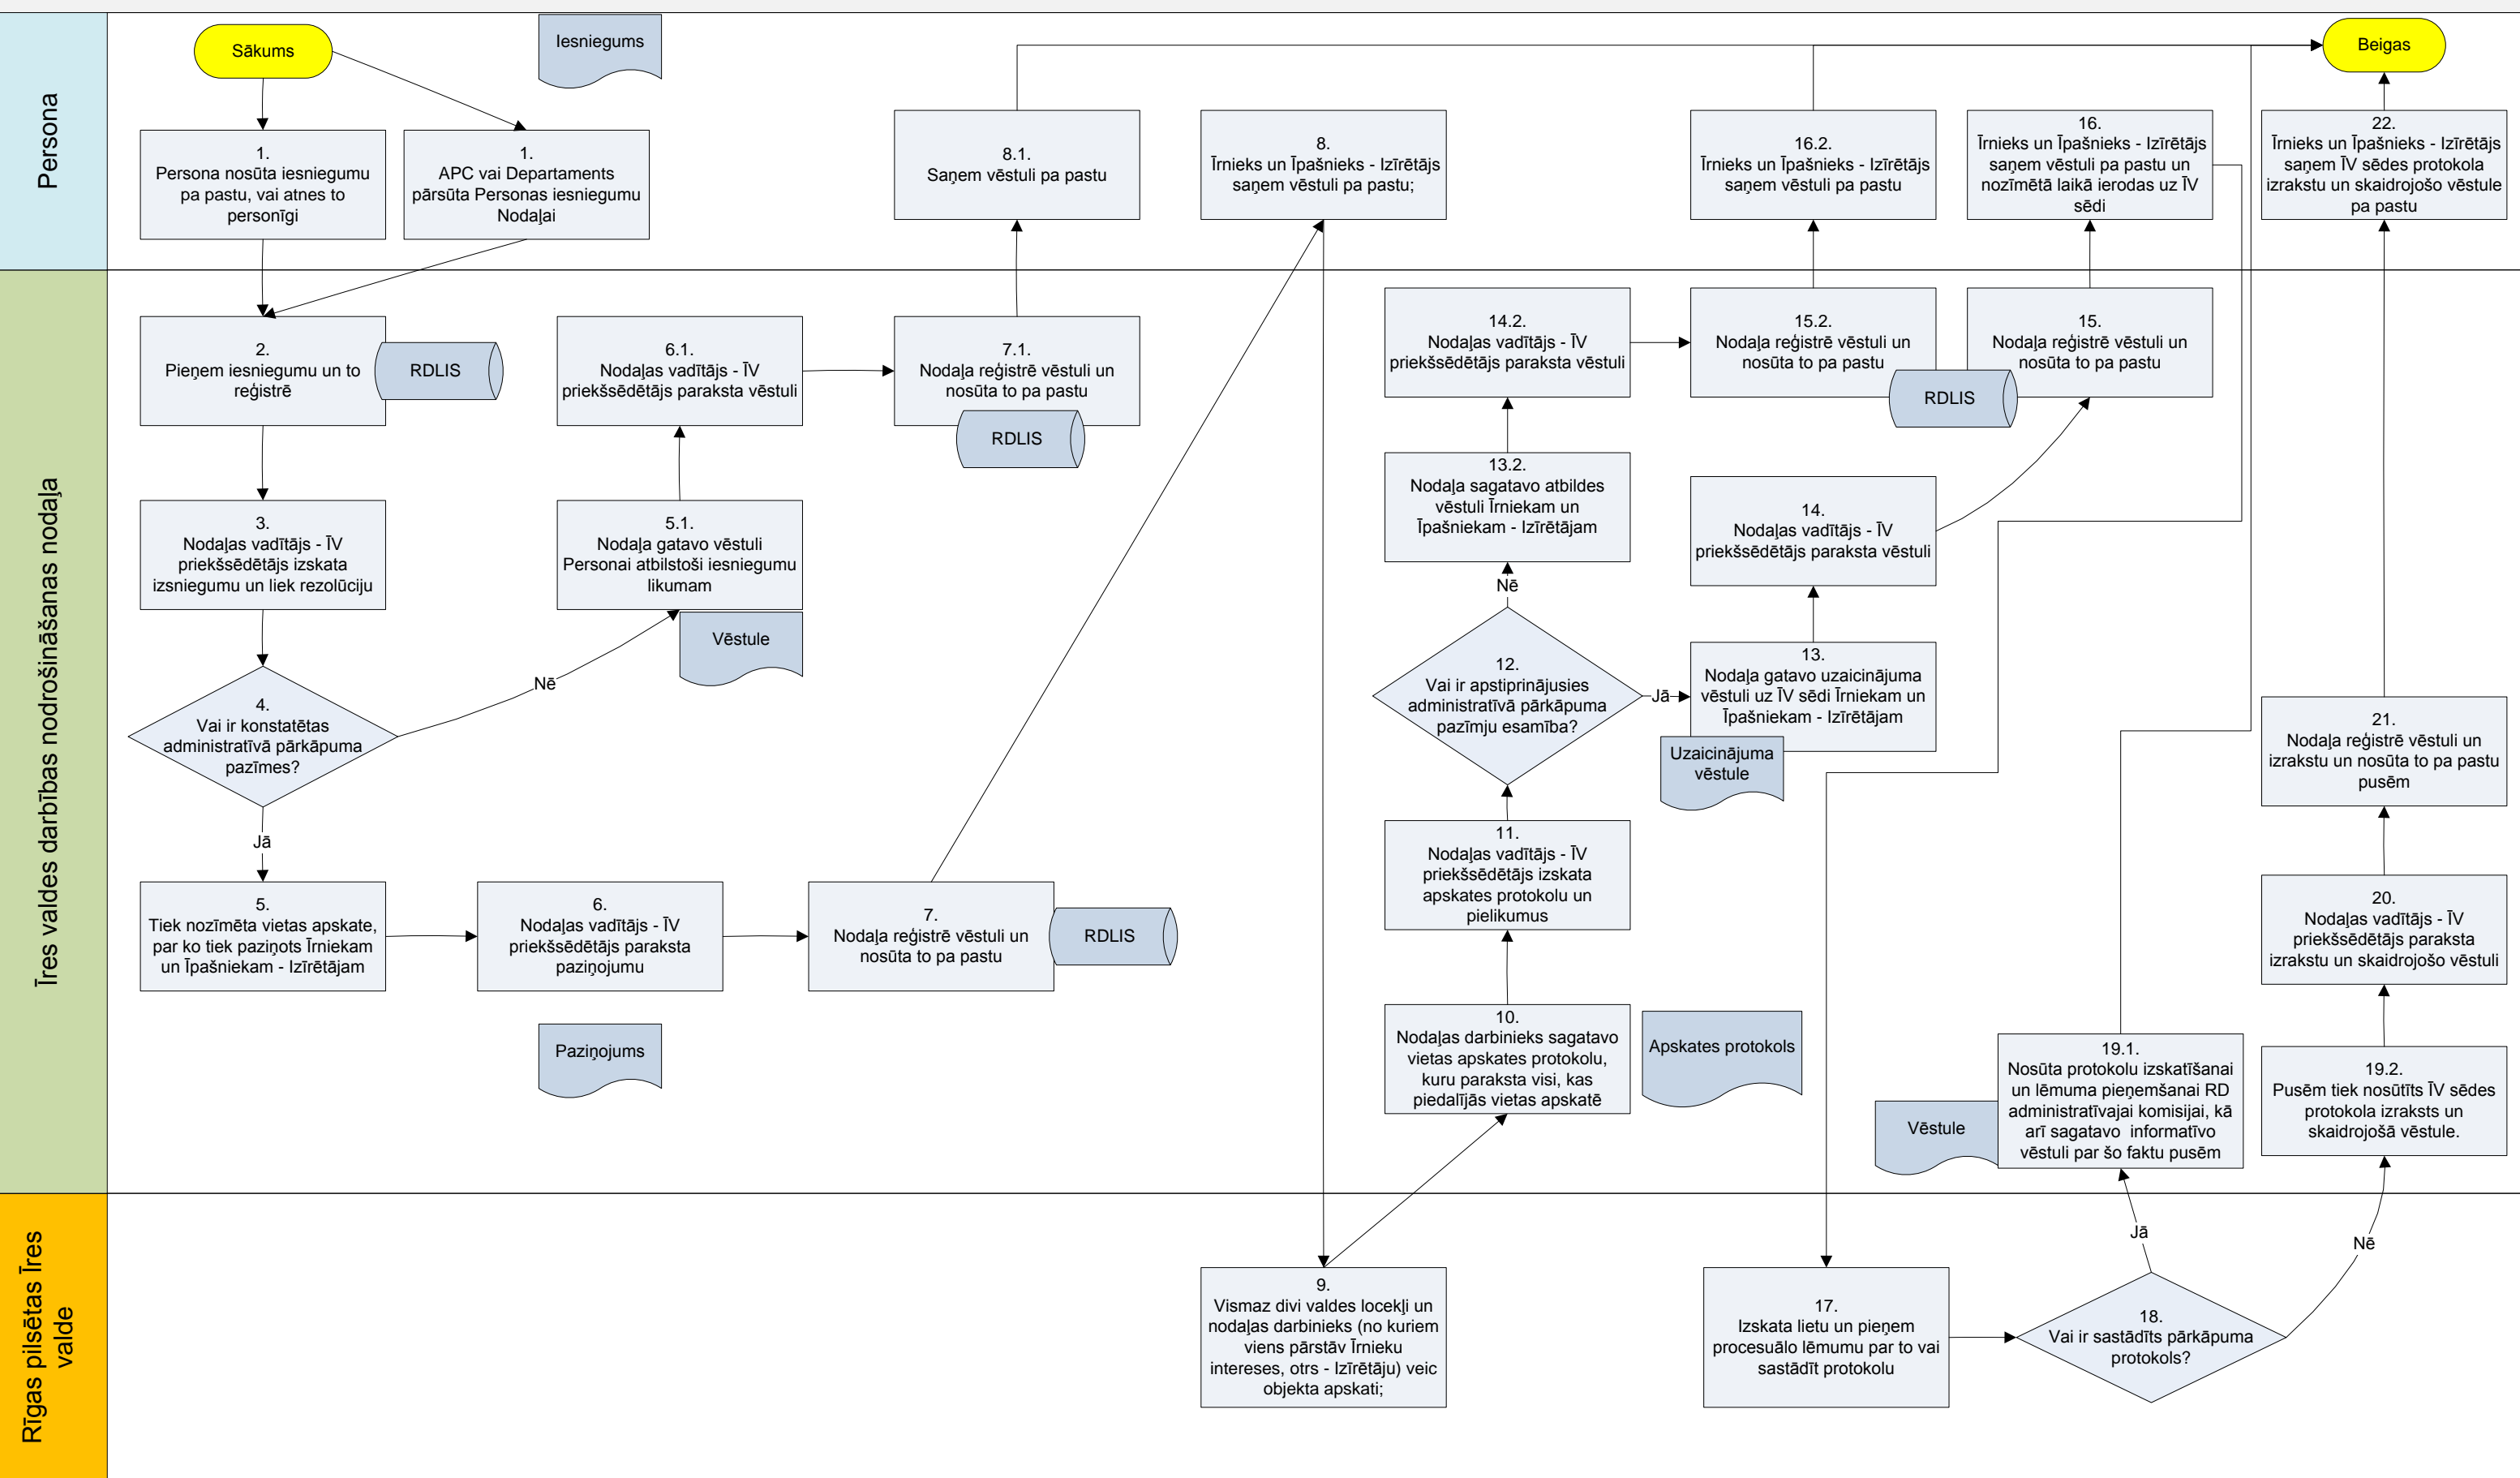 Persona
Sākums
Iesniegums
Beigas
1.
Persona nosūta iesniegumu
pa pastu, vai atnes to
personīgi
1.
APC vai Departaments
pārsūta Personas iesniegumu
Nodaļai
8.1.
Saņem vēstuli pa pastu
8.
Īrnieks un Īpašnieks - Izīrētājs
saņem vēstuli pa pastu;
16.2.
Īrnieks un Īpašnieks - Izīrētājs
saņem vēstuli pa pastu
16.
Īrnieks un Īpašnieks - Izīrētājs
saņem vēstuli pa pastu un
nozīmētā laikā ierodas uz ĪV
sēdi
22.
Īrnieks un Īpašnieks - Izīrētājs
saņem ĪV sēdes protokola
izrakstu un skaidrojošo vēstule
pa pastu
Īres valdes darbības nodrošināšanas nodaļa
2.
Pieņem iesniegumu un to
reģistrē
RDLIS
6.1.
Nodaļas vadītājs - ĪV
priekšsēdētājs paraksta vēstuli
7.1.
Nodaļa reģistrē vēstuli un
nosūta to pa pastu
RDLIS
14.2.
Nodaļas vadītājs - ĪV
priekšsēdētājs paraksta vēstuli
15.2.
Nodaļa reģistrē vēstuli un
nosūta to pa pastu
RDLIS
15.
Nodaļa reģistrē vēstuli un
nosūta to pa pastu
3.
Nodaļas vadītājs - ĪV
priekšsēdētājs izskata
izsniegumu un liek rezolūciju
5.1.
Nodaļa gatavo vēstuli
Personai atbilstoši iesniegumu
likumam
Vēstule
13.2.
Nodaļa sagatavo atbildes
vēstuli Īrniekam un
Īpašniekam - Izīrētājam
14.
Nodaļas vadītājs - ĪV
priekšsēdētājs paraksta vēstuli
4.
Vai ir konstatētas
administratīvā pārkāpuma
pazīmes?
Nē
Jā
Nē
12.
Vai ir apstiprinājusies
administratīvā pārkāpuma
pazīmju esamība?
Jā
13.
Nodaļa gatavo uzaicinājuma
vēstuli uz ĪV sēdi Īrniekam un
Īpašniekam - Izīrētājam
Uzaicinājuma
vēstule
21.
Nodaļa reģistrē vēstuli un
izrakstu un nosūta to pa pastu
pusēm
5.
Tiek nozīmēta vietas apskate,
par ko tiek paziņots Īrniekam
un Īpašniekam - Izīrētājam
6.
Nodaļas vadītājs - ĪV
priekšsēdētājs paraksta
paziņojumu
7.
Nodaļa reģistrē vēstuli un
nosūta to pa pastu
RDLIS
11.
Nodaļas vadītājs - ĪV
priekšsēdētājs izskata
apskates protokolu un
pielikumus
20.
Nodaļas vadītājs - ĪV
priekšsēdētājs paraksta
izrakstu un skaidrojošo vēstuli
Paziņojums
10.
Nodaļas darbinieks sagatavo
vietas apskates protokolu,
kuru paraksta visi, kas
piedalījās vietas apskatē
Apskates protokols
Vēstule
19.1.
Nosūta protokolu izskatīšanai
un lēmuma pieņemšanai RD
administratīvajai komisijai, kā
arī sagatavo informatīvo
vēstuli par šo faktu pusēm
19.2.
Pusēm tiek nosūtīts ĪV sēdes
protokola izraksts un
skaidrojošā vēstule.
Rīgas pilsētas Īres
valde
9.
Vismaz divi valdes locekļi un
nodaļas darbinieks (no kuriem
viens pārstāv Īrnieku
intereses, otrs - Izīrētāju) veic
objekta apskati;
17.
Izskata lietu un pieņem
procesuālo lēmumu par to vai
sastādīt protokolu
18.
Vai ir sastādīts pārkāpuma
protokols?
Jā
Nē